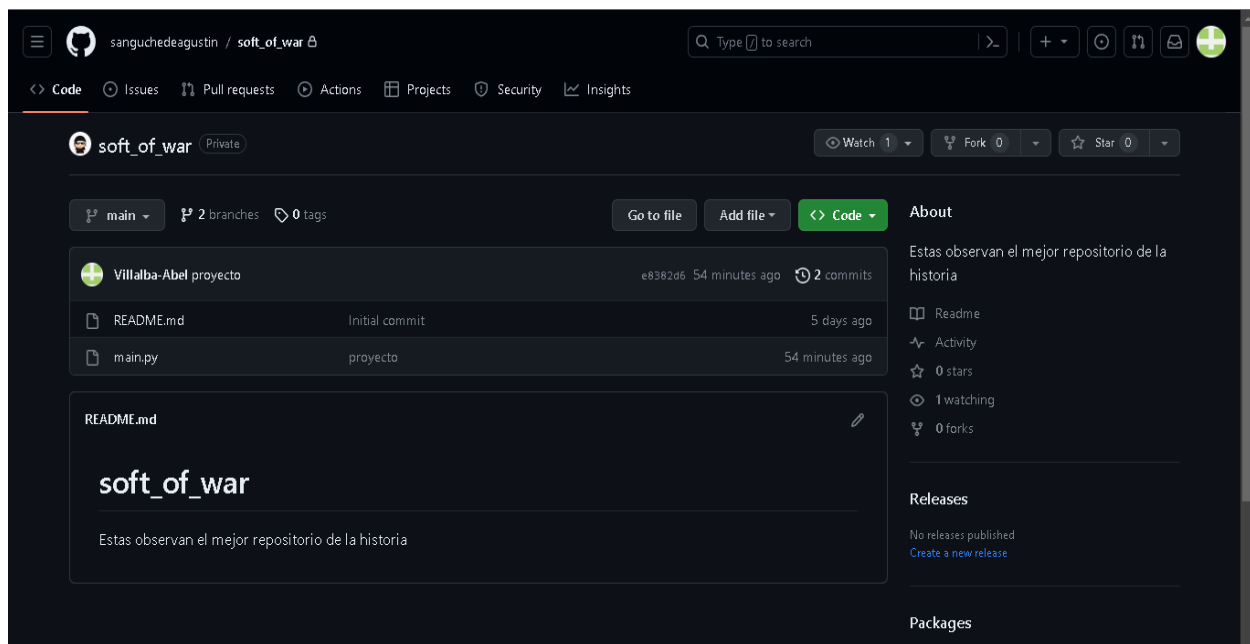 sanguchedeagustin / soft_of_war
Type / to search
Code Issues Pull requests Actions Projects Security Insights
soft_of_war Private
Watch 1 Fork 0 Star 0
main 2 branches 0 tags Go to file Add file Code
Villalba-Abel proyecto e8382d6 54 minutes ago 2 commits
README.md Initial commit 5 days ago
main.py proyecto 54 minutes ago
README.md
soft_of_war
Estas observan el mejor repositorio de la historia
About
Estas observan el mejor repositorio de la
historia
Readme
Activity
0 stars
1 watching
0 forks
Releases
No releases published
Create a new release
Packages